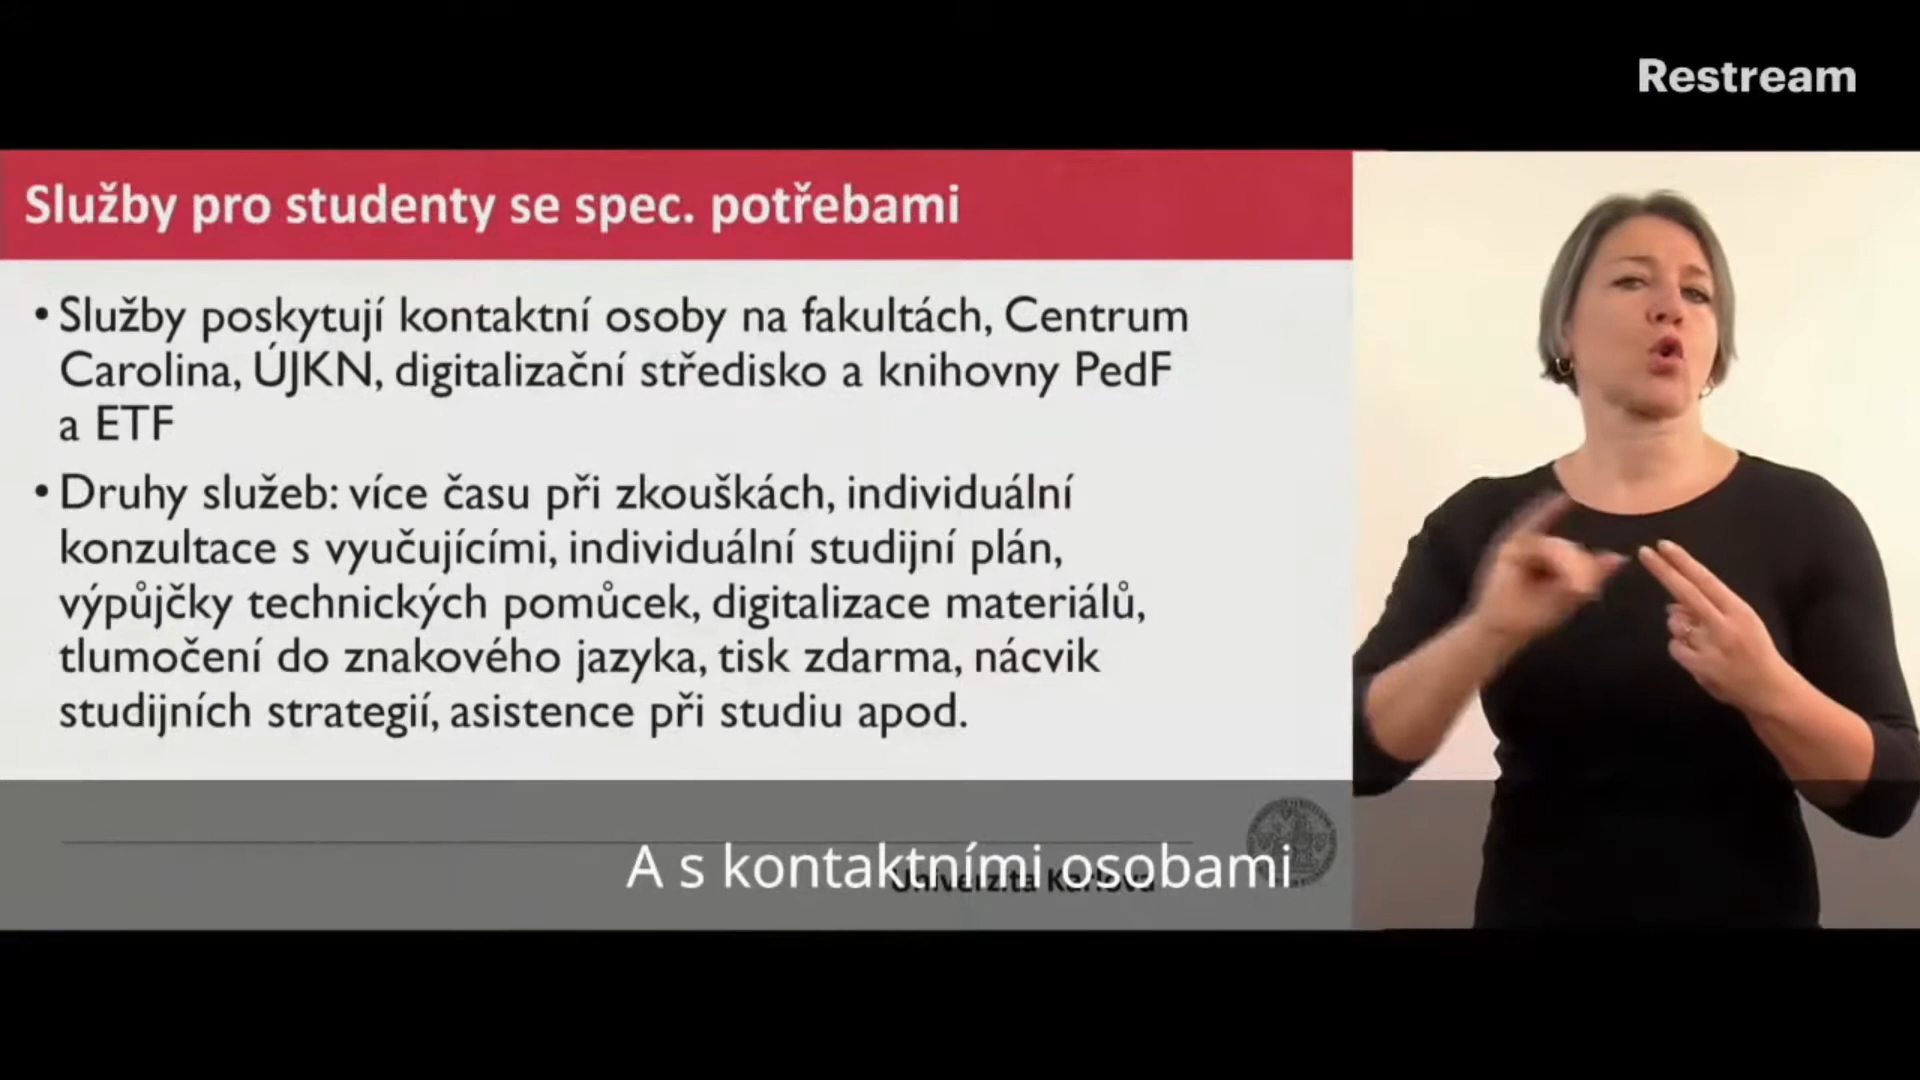 Restream
Služby pro studenty se spec. potřebami
• Služby poskytují kontaktní osoby na fakultách, Centrum
Carolina, ÚJKN, digitalizační středisko a knihovny PedF
a ETF
• Druhy služeb: více času při zkouškách, individuální
konzultace s vyučujícími, individuální studijní plán,
výpůjčky technických pomůcek, digitalizace materiálů,
tlumočení do znakového jazyka, tisk zdarma, nácvik
studijních strategií, asistence při studiu apod.
A s kontaktními osobami
Univerzita Karlova